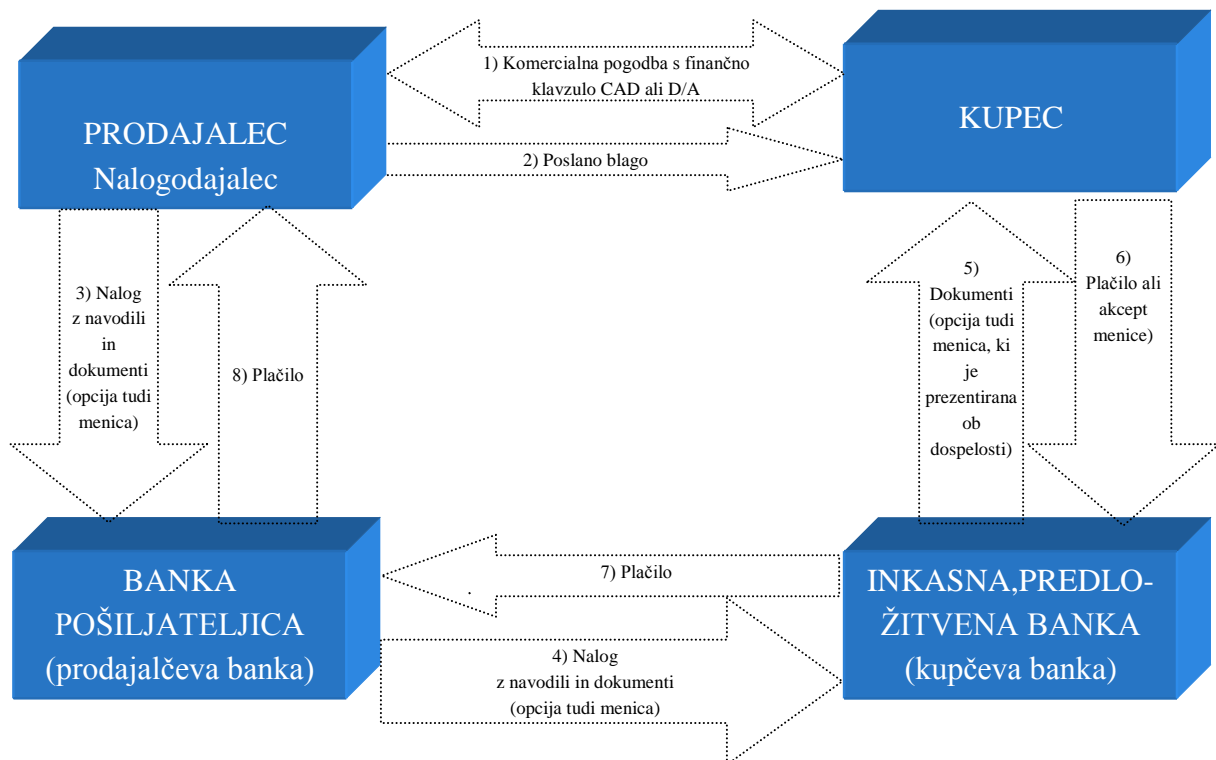 1) Komercialna pogodba s finančno
klavzulo CAD ali D/A
PRODAJALEC
Nalogodajalec
KUPEC
2) Poslano blago
3) Nalog
z navodili
in
dokumenti
(opcija tudi
menica)
8) Plačilo
5)
Dokumenti
(opcija tudi
menica, ki
je
prezentirana
ob
dospelosti)
6)
Plačilo ali
akcept
menice)
BANKA
POŠILJATELJICA
(prodajalčeva banka)
7) Plačilo
.
INKASNA,PREDLO-
ŽITVENA BANKA
(kupčeva banka)
4) Nalog
z navodili in dokumenti
(opcija tudi menica)